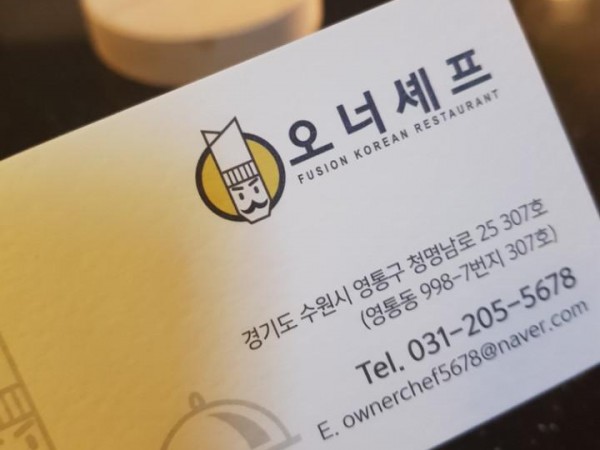 오너셰프
FUSION KOREAN RESTAURANT
경기도 수원시 영통구 청명남로 25 307호
(영통동 998-7번지 307호)
Tel. 031-205-5678
E. ownerchef5678@naver.com